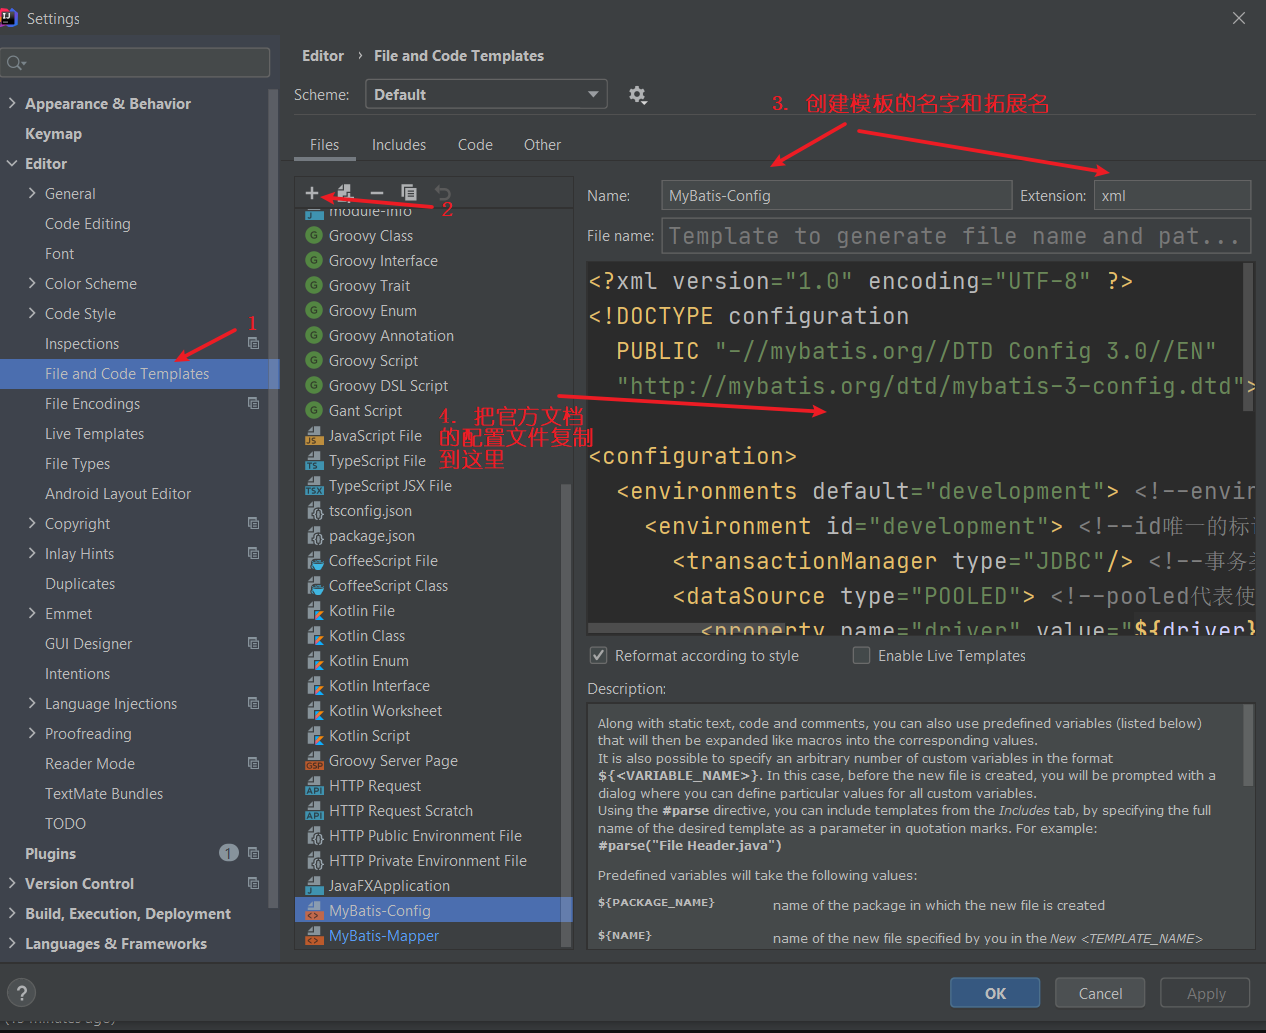 Settings
Appearance & Behavior
Keymap
Editor
General
Code Editing
Font
Color Scheme
Code Style
Inspections
File and Code Templates
File Encodings
Live Templates
File Types
Android Layout Editor
Copyright
Inlay Hints
Duplicates
Emmet
GUI Designer
Intentions
Language Injections
Proofreading
Reader Mode
TextMate Bundles
TODO
Plugins 1
Version Control
Build, Execution, Deployment
Languages & Frameworks
1
Editor › File and Code Templates
Scheme: Default
3. 创建模板的名字和拓展名
Files Includes Code Other
2
module-info
Groovy Class
Groovy Interface
Groovy Trait
Groovy Enum
Groovy Annotation
Groovy Script
Groovy DSL Script
Gant Script
JavaScript File
TypeScript File
TypeScript JSX File
tsconfig.json
package.json
CoffeeScript File
CoffeeScript Class
Kotlin File
Kotlin Class
Kotlin Enum
Kotlin Interface
Kotlin Worksheet
Kotlin Script
Groovy Server Page
HTTP Request
HTTP Request Scratch
HTTP Public Environment File
HTTP Private Environment File
JavaFXApplication
MyBatis-Config
MyBatis-Mapper
4. 把官方文档
的配置文件复制
到这里
Name: MyBatis-Config Extension: xml
File name: Template to generate file name and pat...
<?xml version="1.0" encoding="UTF-8" ?>
<!DOCTYPE configuration
PUBLIC "-//mybatis.org//DTD Config 3.0//EN"
"http://mybatis.org/dtd/mybatis-3-config.dtd">
<configuration>
<environments default="development"> <!--envir
<environment id="development"> <!--id唯一的标
<transactionManager type="JDBC"/> <!--事务
<dataSource type="POOLED"> <!--pooled代表使
<property name="driver" value="${driver}
Reformat according to style Enable Live Templates
Description:
Along with static text, code and comments, you can also use predefined variables (listed below)
that will then be expanded like macros into the corresponding values.
It is also possible to specify an arbitrary number of custom variables in the format
${<VARIABLE_NAME>}. In this case, before the new file is created, you will be prompted with a
dialog where you can define particular values for all custom variables.
Using the #parse directive, you can include templates from the Includes tab, by specifying the full
name of the desired template as a parameter in quotation marks. For example:
#parse("File Header.java")
Predefined variables will take the following values:
${PACKAGE_NAME} name of the package in which the new file is created
${NAME} name of the new file specified by you in the New <TEMPLATE_NAME>
? OK Cancel Apply